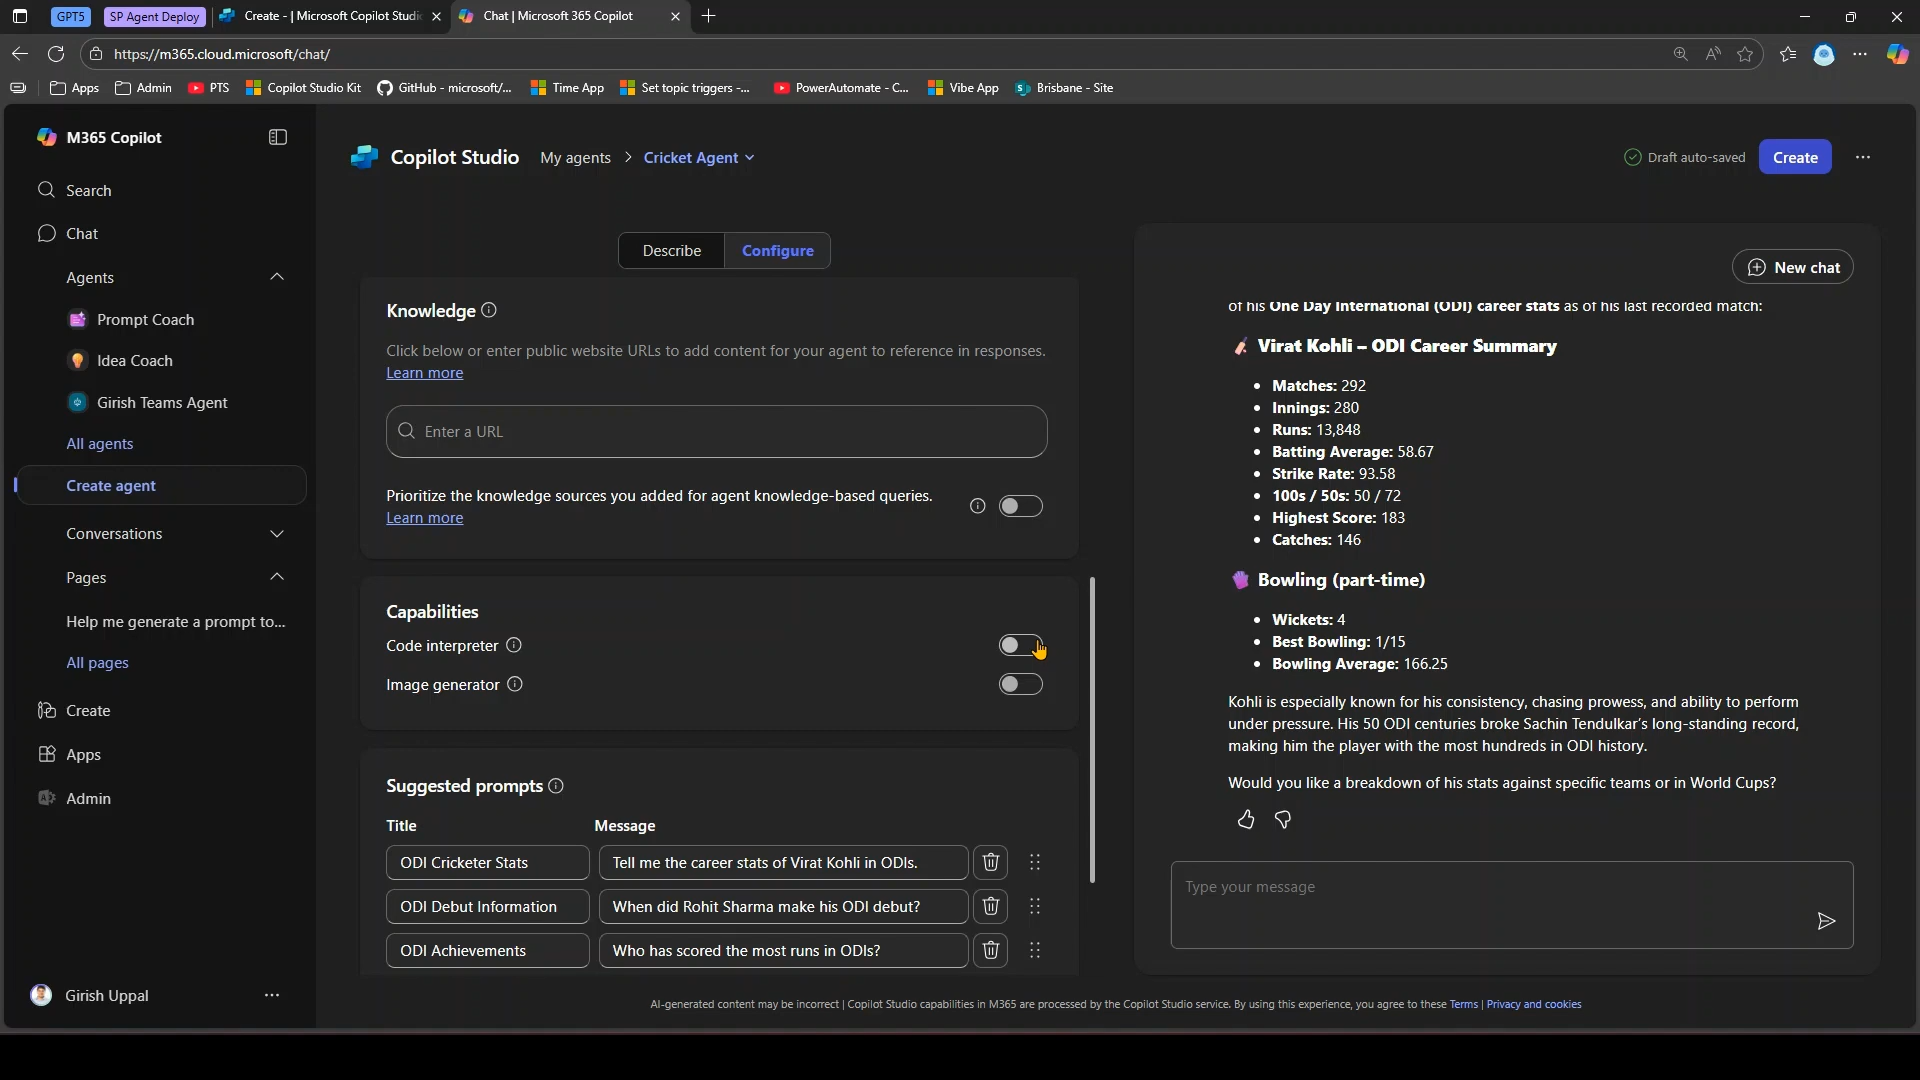 GPT5
SP Agent Deploy
Create - | Microsoft Copilot Studio
Chat | Microsoft 365 Copilot
https://m365.cloud.microsoft/chat/
Apps
Admin
PTS
Copilot Studio Kit
GitHub - microsoft/...
Time App
Set topic triggers -...
PowerAutomate - C...
Vibe App
Brisbane - Site
M365 Copilot
Search
Chat
Agents
Prompt Coach
Idea Coach
Girish Teams Agent
All agents
Create agent
Conversations
Pages
Help me generate a prompt to...
All pages
Create
Apps
Admin
Girish Uppal
Copilot Studio
My agents > Cricket Agent
Draft auto-saved
Create
Describe
Configure
Knowledge
Click below or enter public website URLs to add content for your agent to reference in responses.
Learn more
Enter a URL
Prioritize the knowledge sources you added for agent knowledge-based queries.
Learn more
Capabilities
Code interpreter
Image generator
Suggested prompts
Title Message
ODI Cricketer Stats Tell me the career stats of Virat Kohli in ODIs.
ODI Debut Information When did Rohit Sharma make his ODI debut?
ODI Achievements Who has scored the most runs in ODIs?
New chat
of his One Day International (ODI) career stats as of his last recorded match:
Virat Kohli – ODI Career Summary
• Matches: 292
• Innings: 280
• Runs: 13,848
• Batting Average: 58.67
• Strike Rate: 93.58
• 100s / 50s: 50 / 72
• Highest Score: 183
• Catches: 146
Bowling (part-time)
• Wickets: 4
• Best Bowling: 1/15
• Bowling Average: 166.25
Kohli is especially known for his consistency, chasing prowess, and ability to perform
under pressure. His 50 ODI centuries broke Sachin Tendulkar's long-standing record,
making him the player with the most hundreds in ODI history.
Would you like a breakdown of his stats against specific teams or in World Cups?
Type your message
AI-generated content may be incorrect | Copilot Studio capabilities in M365 are processed by the Copilot Studio service. By using this experience, you agree to these Terms | Privacy and cookies